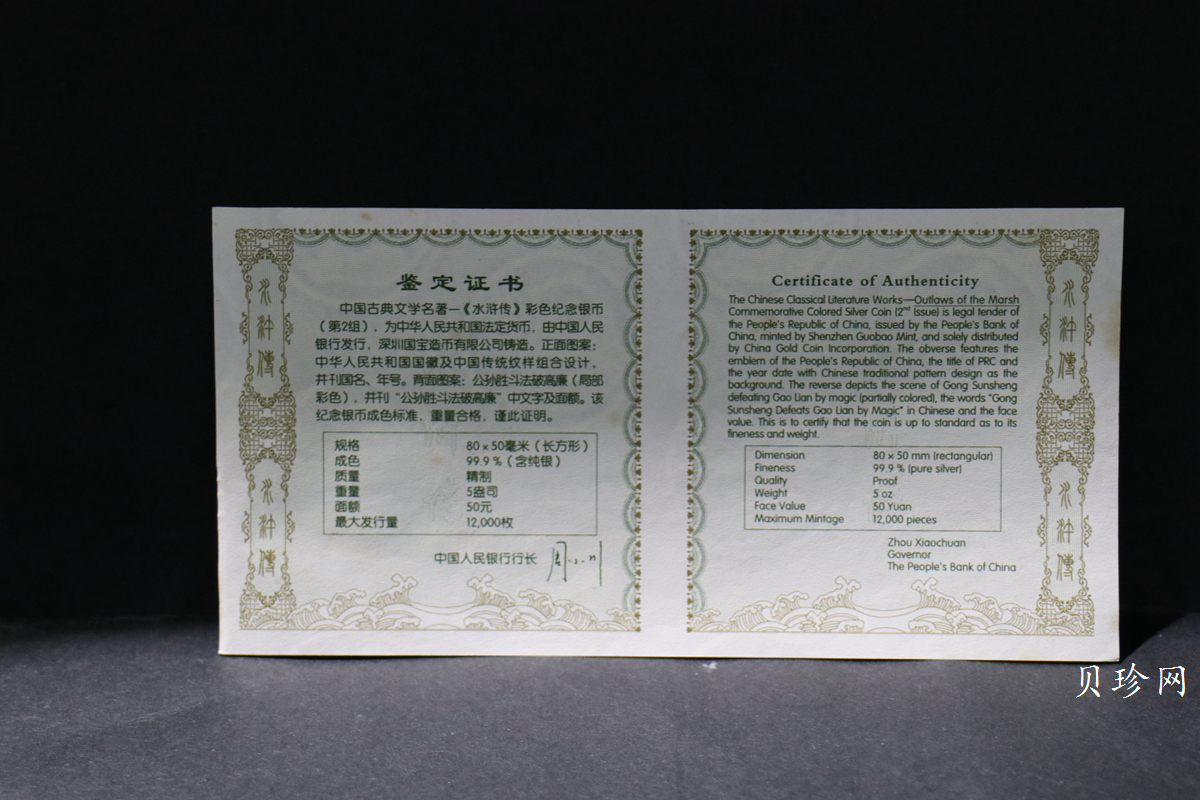 鉴定证书
中国古典文学名著—《水浒传》彩色纪念银币
（第2组），为中华人民共和国法定货币，由中国人民
银行发行，深圳国宝造币有限公司铸造。正面图案：
中华人民共和国国徽及中国传统纹样组合设计，
并刊国名、年号。背面图案：公孙胜斗法破高廉（局部
彩色），并刊“公孙胜斗法破高廉”中文字及面额。该
纪念银币成色标准，重量合格，谨此证明。
规格 80×50毫米（长方形）
成色 99.9％（含纯银）
质量 精制
重量 5盎司
面额 50元
最大发行量 12,000枚
中国人民银行行长 周小川
水浒傳
水浒傳
Certificate of Authenticity
The Chinese Classical Literature Works—Outlaws of the Marsh
Commemorative Colored Silver Coin (2nd Issue) is legal tender of
the People's Republic of China, issued by the People's Bank of
China, minted by Shenzhen Guobao Mint, and solely distributed
by China Gold Coin Incorporation. The obverse features the
emblem of the People's Republic of China, the title of PRC and
the year date with Chinese traditional pattern design as the
background. The reverse depicts the scene of Gong Sunsheng
defeating Gao Lian by magic (partially colored), the words "Gong
Sunsheng Defeats Gao Lian by Magic" in Chinese and the face
value. This is to certify that the coin is up to standard as to its
fineness and weight.
Dimension 80×50 mm (rectangular)
Fineness 99.9 % (pure silver)
Quality Proof
Weight 5 oz
Face Value 50 Yuan
Maximum Mintage 12,000 pieces
Zhou Xiaochuan
Governor
The People's Bank of China
水浒傳
水浒傳
贝珍网